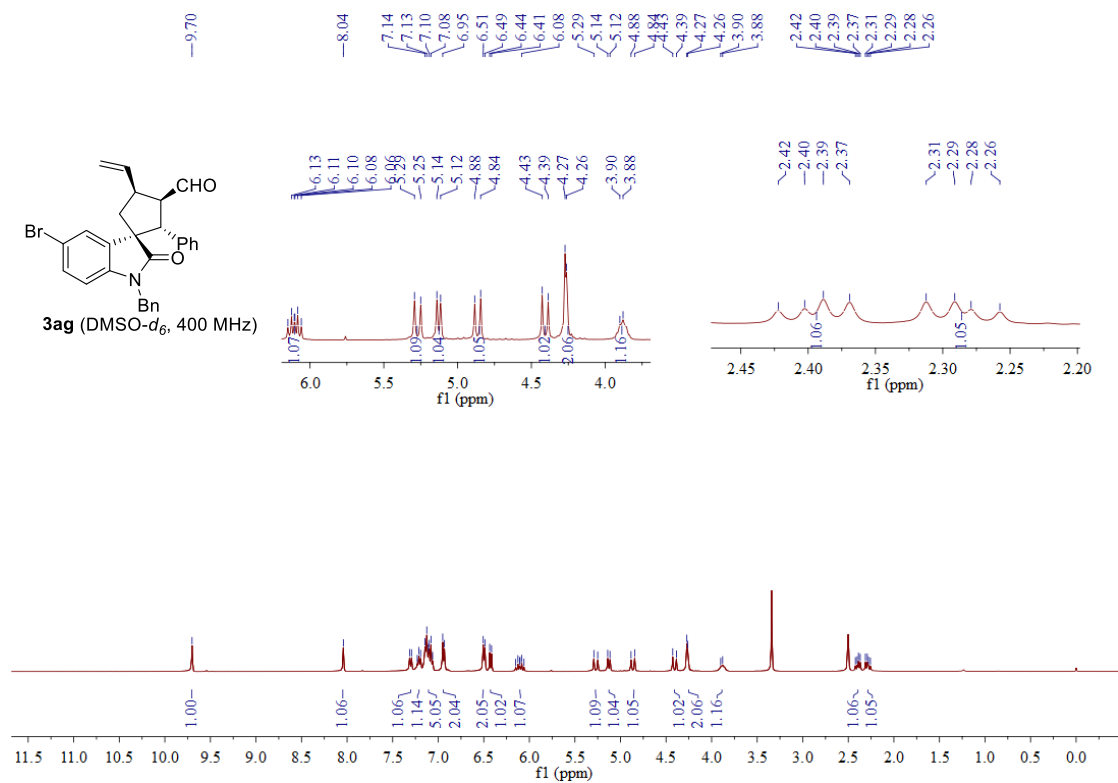 9.70 8.04 7.14 7.13 7.10 7.08 6.95 6.51 6.49 6.44 6.41 6.08 5.29 5.14 5.12 4.88 4.84 4.43 4.39 4.27 4.26 3.90 3.88 2.42 2.40 2.39 2.37 2.31 2.29 2.28 2.26
6.13 6.11 6.10 6.08 6.06 5.29 5.25 5.14 5.12 4.88 4.84 4.43 4.39 4.27 4.26 3.90 3.88
2.42 2.40 2.39 2.37 2.31 2.29 2.28 2.26
CHO
Br
Ph
O
N
Bn
3ag (DMSO-d6, 400 MHz)
1.07 1.09 1.04 1.05 1.02 2.06 1.16
6.0 5.5 5.0 4.5 4.0
f1 (ppm)
1.06 1.05
2.45 2.40 2.35 2.30 2.25 2.20
f1 (ppm)
1.00 1.06 1.06 1.14 5.05 2.04 2.05 1.02 1.07 1.09 1.04 1.05 1.02 2.06 1.16 1.06 1.05
11.5 11.0 10.5 10.0 9.5 9.0 8.5 8.0 7.5 7.0 6.5 6.0 5.5 5.0 4.5 4.0 3.5 3.0 2.5 2.0 1.5 1.0 0.5 0.0
f1 (ppm)